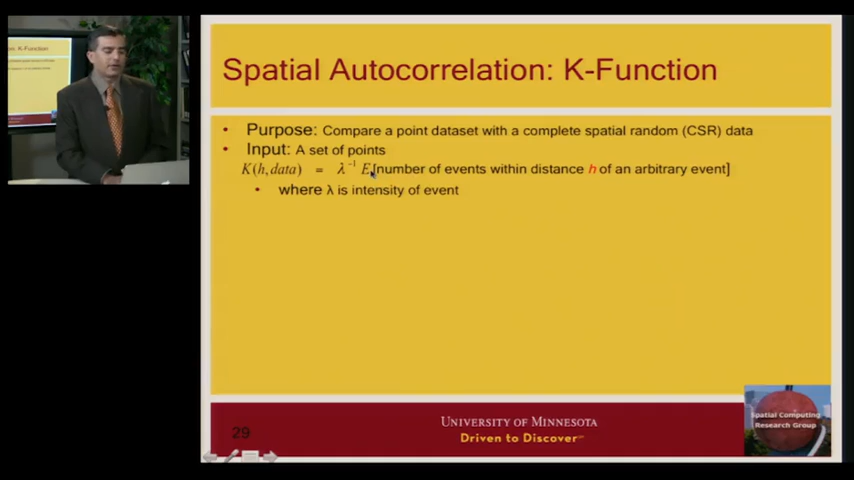 Spatial Autocorrelation: K-Function
• Purpose: Compare a point dataset with a complete spatial random (CSR) data
• Input: A set of points
K(h, data) = λ⁻¹ E[number of events within distance h of an arbitrary event]
• where λ is intensity of event
29
UNIVERSITY OF MINNESOTA
Driven to Discover℠
Spatial Computing
Research Group